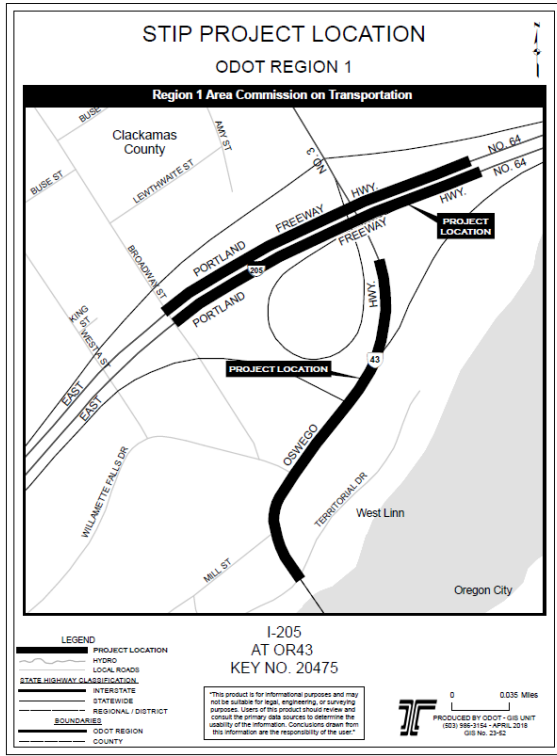 STIP PROJECT LOCATION
ODOT REGION 1
Region 1 Area Commission on Transportation
BUSE
Clackamas
County
AMY ST
NO. 3
NO. 64
NO. 64
BUSE ST
LEWTHWAITE ST
HWY.
HWY.
FREEWAY
FREEWAY
PROJECT
LOCATION
BROADWAY ST
PORTLAND
205
PORTLAND
HWY.
KING
ST
WEST A ST
43
PROJECT LOCATION
EAST
EAST
OSWEGO
WILLAMETTE FALLS DR
TERRITORIAL DR
West Linn
MILL ST
Oregon City
LEGEND
PROJECT LOCATION
HYDRO
LOCAL ROADS
STATE HIGHWAY CLASSIFICATION
INTERSTATE
STATEWIDE
REGIONAL / DISTRICT
BOUNDARIES
ODOT REGION
COUNTY
I-205
AT OR43
KEY NO. 20475
"This product is for informational purposes and may
not be suitable for legal, engineering, or surveying
purposes. Users of this product should review and
consult the primary data sources to determine the
usability of the information. Conclusions drawn from
this information are the responsibility of the user."
0 0.035 Miles
PRODUCED BY ODOT - GIS UNIT
(503) 986-3154 - APRIL 2018
GIS No. 23-52